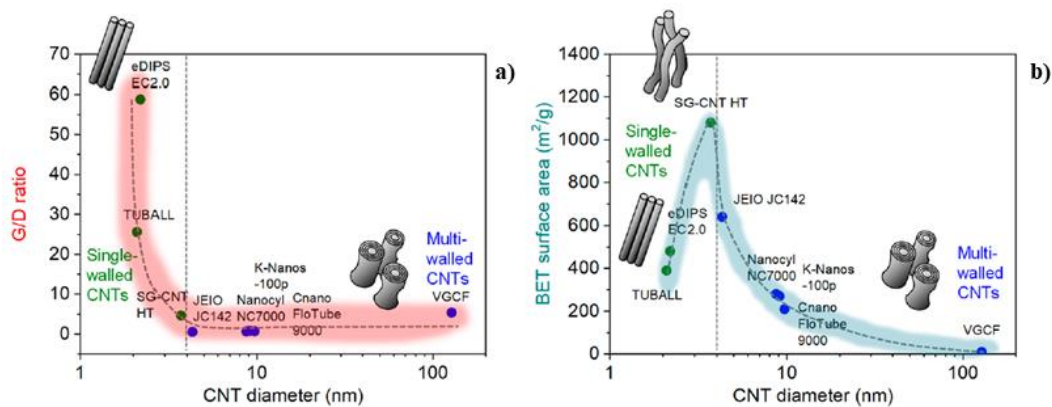 a)
G/D ratio
70
60
50
40
30
20
10
0
eDIPS
EC2.0
TUBALL
Single-
walled
CNTs
SG-CNT
HT
JEIO
JC142
Nanocyl
NC7000
K-Nanos
-100p
Cnano
FloTube
9000
Multi-
walled
CNTs
VGCF
1 10 100
CNT diameter (nm)
b)
BET surface area (m²/g)
1400
1200
1000
800
600
400
200
0
SG-CNT HT
Single-
walled
CNTs
eDIPS
EC2.0
TUBALL
JEIO JC142
Nanocyl
NC7000
K-Nanos
-100p
Cnano
FloTube
9000
Multi-
walled
CNTs
VGCF
1 10 100
CNT diameter (nm)